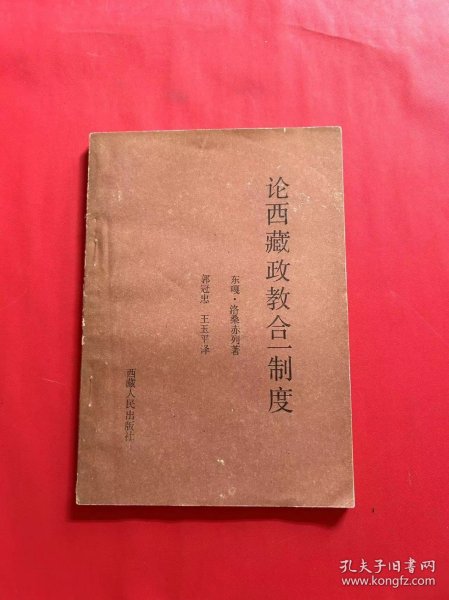 论西藏政教合一制度
东嘎·洛桑赤列著
郭冠忠 王玉平译
西藏人民出版社
孔夫子旧书网
www.kongfz.com